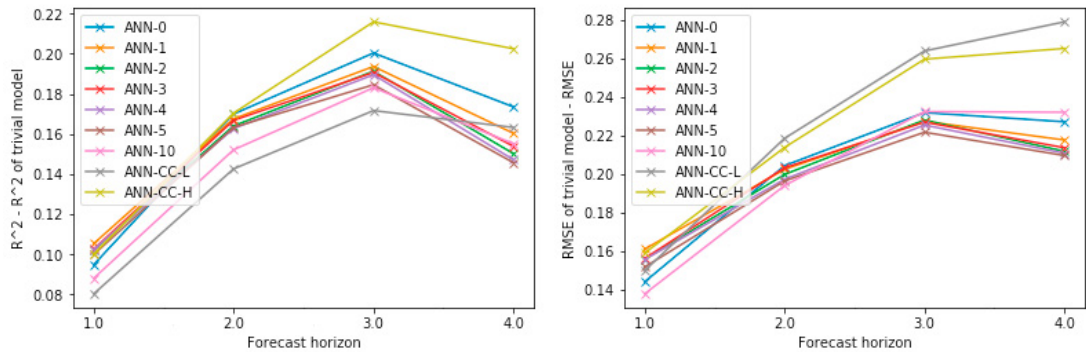 R^2 - R^2 of trivial model
0.22
0.20
0.18
0.16
0.14
0.12
0.10
0.08
ANN-0
ANN-1
ANN-2
ANN-3
ANN-4
ANN-5
ANN-10
ANN-CC-L
ANN-CC-H
1.0 2.0 3.0 4.0
Forecast horizon
RMSE of trivial model - RMSE
0.28
0.26
0.24
0.22
0.20
0.18
0.16
0.14
ANN-0
ANN-1
ANN-2
ANN-3
ANN-4
ANN-5
ANN-10
ANN-CC-L
ANN-CC-H
1.0 2.0 3.0 4.0
Forecast horizon